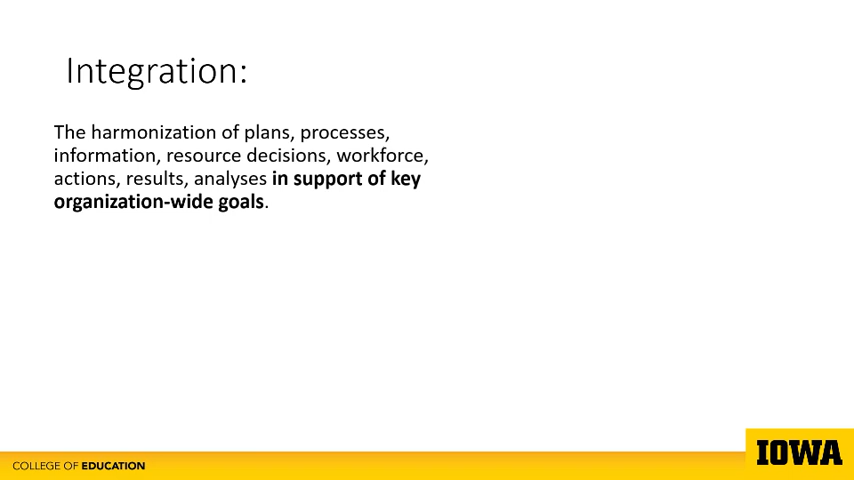 Integration:
The harmonization of plans, processes,
information, resource decisions, workforce,
actions, results, analyses in support of key
organization-wide goals.
COLLEGE OF EDUCATION
IOWA